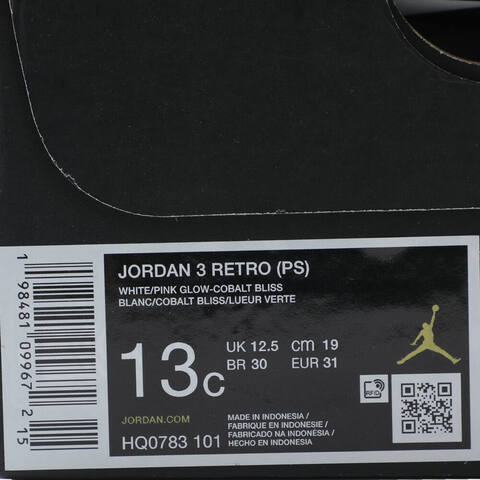 JORDAN 3 RETRO (PS)
WHITE/PINK GLOW-COBALT BLISS
BLANC/COBALT BLISS/LUEUR VERTE
13c
UK 12.5 cm 19
BR 30 EUR 31
RFID
JORDAN.COM
HQ0783 101
MADE IN INDONESIA /
FABRIQUE EN INDONESIE /
FABRICADO NA INDONÉSIA /
HECHO EN INDONESIA
1 98481 09967 2 15